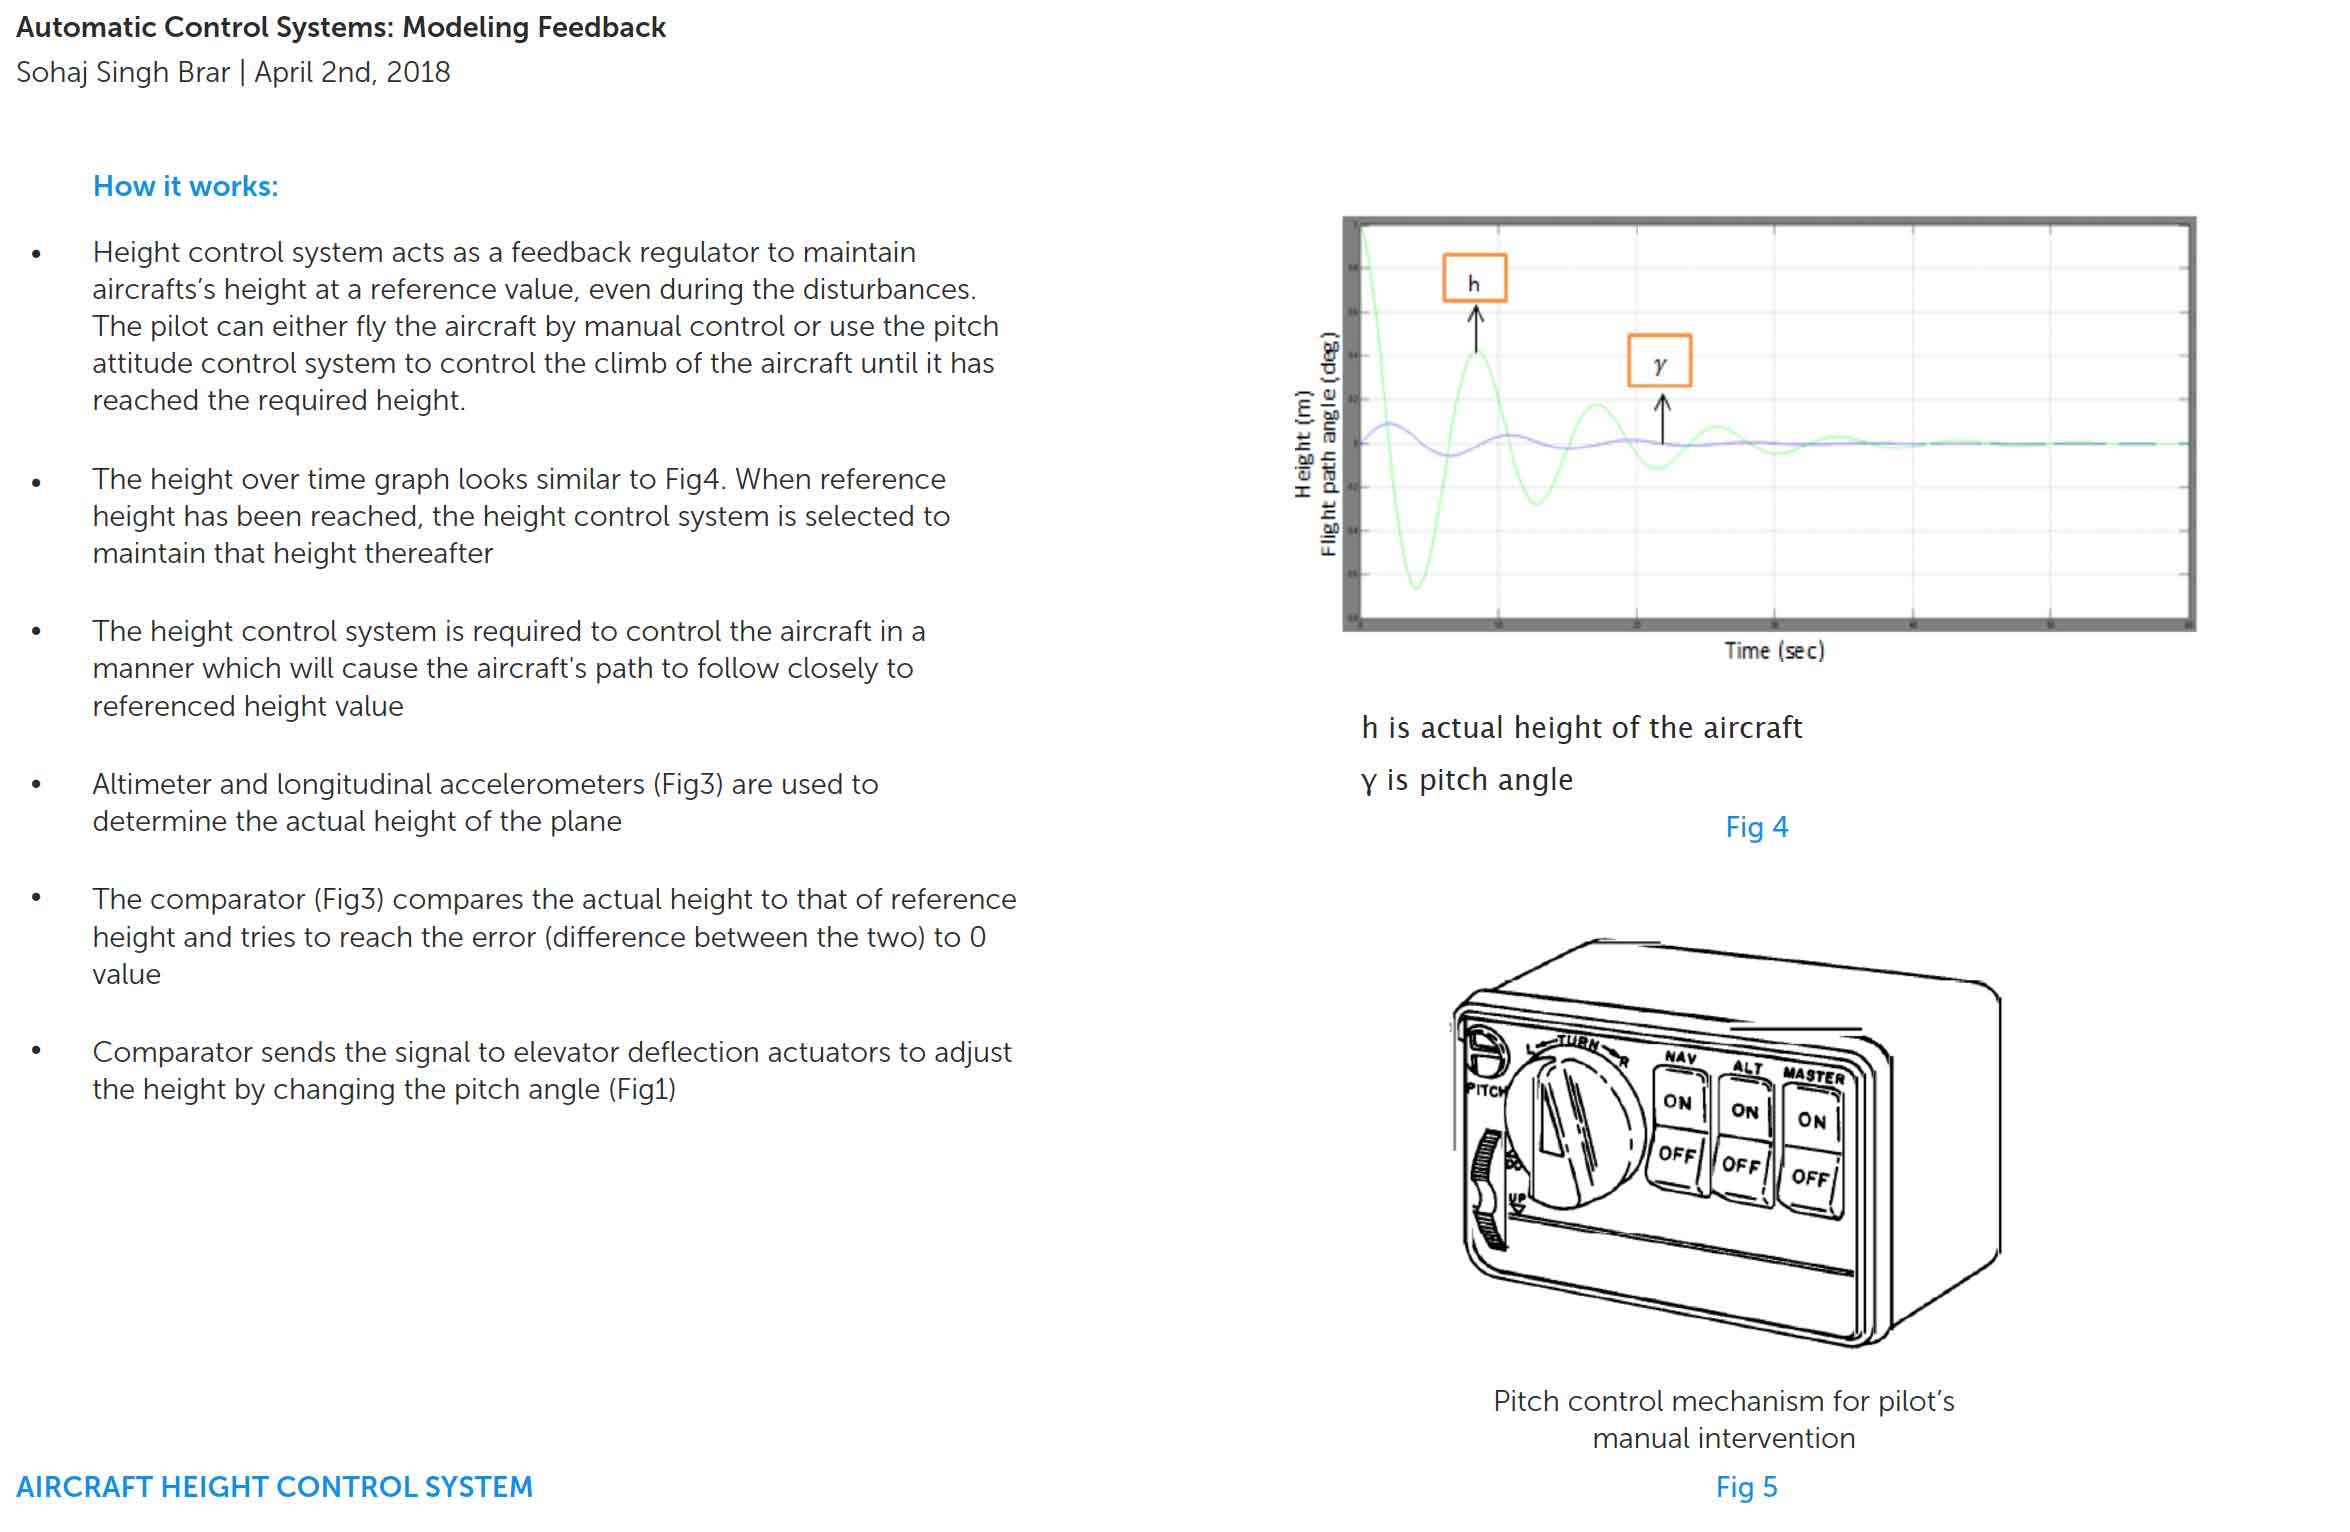 Automatic Control Systems: Modeling Feedback
Sohaj Singh Brar | April 2nd, 2018
How it works:
• Height control system acts as a feedback regulator to maintain
aircrafts’s height at a reference value, even during the disturbances.
The pilot can either fly the aircraft by manual control or use the pitch
attitude control system to control the climb of the aircraft until it has
reached the required height.
• The height over time graph looks similar to Fig4. When reference
height has been reached, the height control system is selected to
maintain that height thereafter
• The height control system is required to control the aircraft in a
manner which will cause the aircraft's path to follow closely to
referenced height value
• Altimeter and longitudinal accelerometers (Fig3) are used to
determine the actual height of the plane
• The comparator (Fig3) compares the actual height to that of reference
height and tries to reach the error (difference between the two) to 0
value
• Comparator sends the signal to elevator deflection actuators to adjust
the height by changing the pitch angle (Fig1)
AIRCRAFT HEIGHT CONTROL SYSTEM
Height (m)
Flight path angle (deg)
h
γ
Time (sec)
h is actual height of the aircraft
γ is pitch angle
Fig 4
L TURN R
NAV
ALT
MASTER
PITCH
ON
ON
ON
OFF
OFF
OFF
UP
Pitch control mechanism for pilot’s
manual intervention
Fig 5